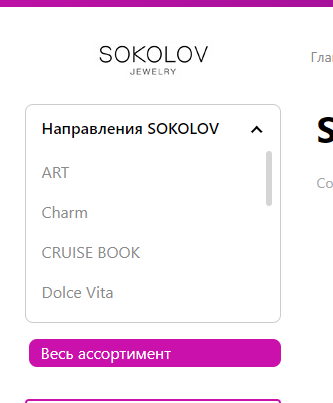 SOKOLOV
JEWELRY
Направления SOKOLOV
ART
Charm
CRUISE BOOK
Dolce Vita
Весь ассортимент